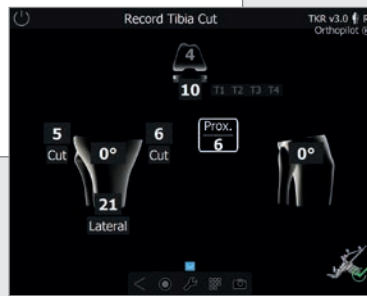 Record Tibia Cut
TKR v3.0 R
Orthopilot ®
4
10 T1 T2 T3 T4
5
Cut
0°
6
Cut
Prox.
6
0°
21
Lateral